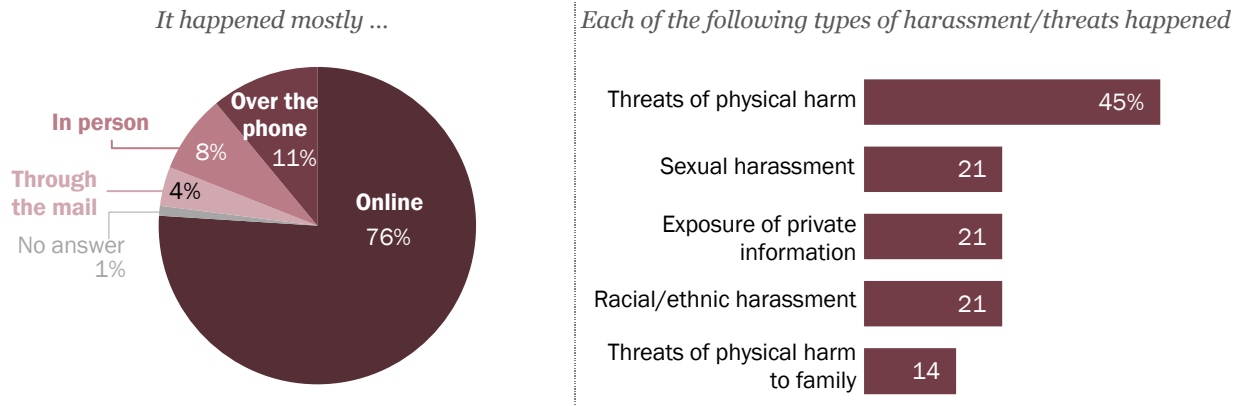 It happened mostly ...
Over the
phone
11%
In person
8%
Through
the mail
4%
No answer
1%
Online
76%
Each of the following types of harassment/threats happened
Threats of physical harm 45%
Sexual harassment 21
Exposure of private
information 21
Racial/ethnic harassment 21
Threats of physical harm
to family 14